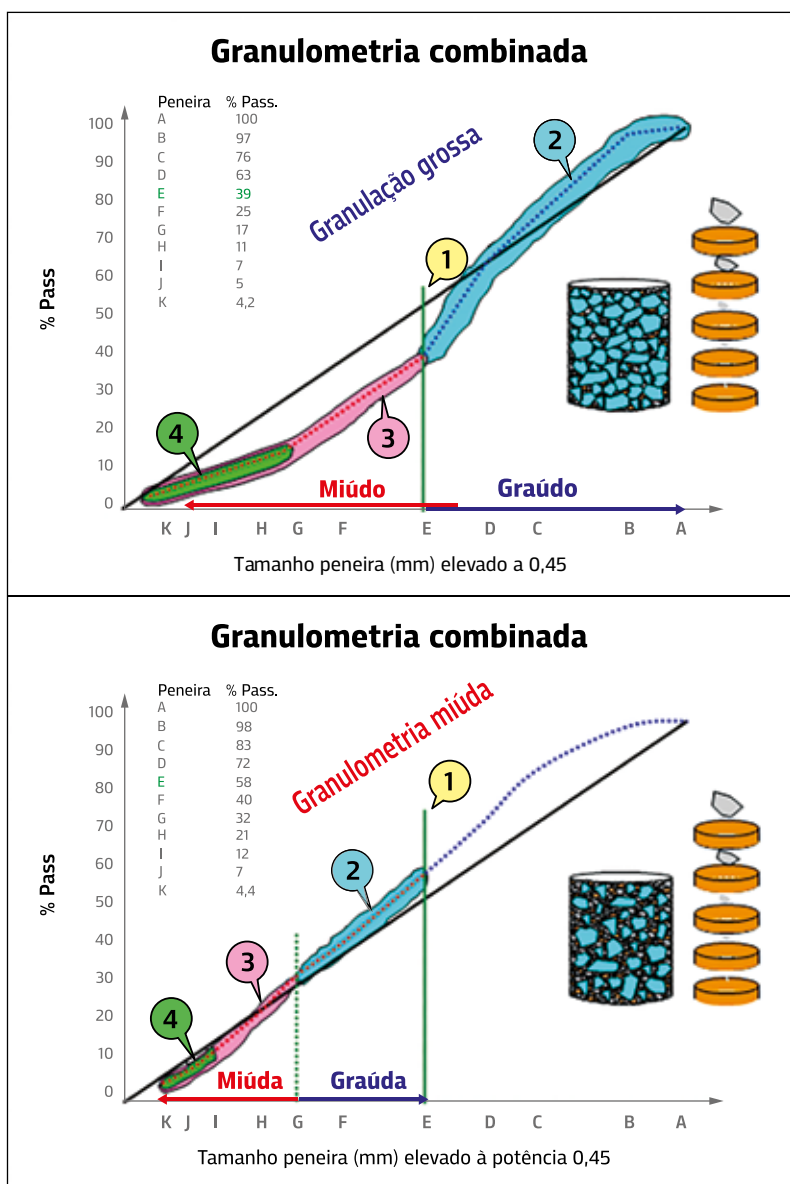 Granulometria combinada
Peneira % Pass.
A 100
B 97
C 76
D 63
E 39
F 25
G 17
H 11
I 7
J 5
K 4,2
Granulação grossa
1
2
3
4
% Pass
100
90
80
70
60
50
40
30
20
10
0
Miúdo
Graúdo
K J I H G F E D C B A
Tamanho peneira (mm) elevado a 0,45
Granulometria combinada
Peneira % Pass.
A 100
B 98
C 83
D 72
E 58
F 40
G 32
H 21
I 12
J 7
K 4,4
Granulometria miúda
1
2
3
4
% Pass
100
90
80
70
60
50
40
30
20
10
0
Miúda
Graúda
K J I H G F E D C B A
Tamanho peneira (mm) elevado à potência 0,45